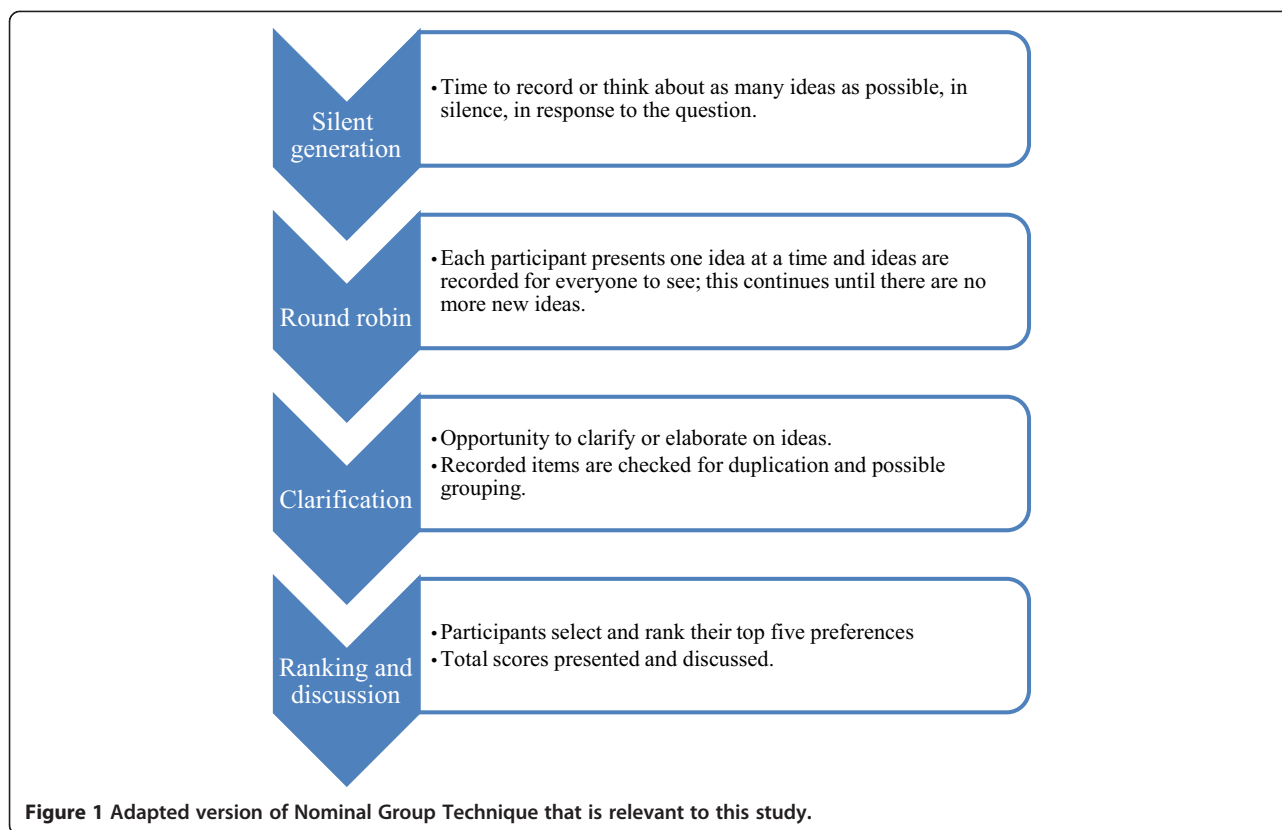 Silent
generation
• Time to record or think about as many ideas as possible, in
silence, in response to the question.
Round robin
• Each participant presents one idea at a time and ideas are
recorded for everyone to see; this continues until there are no
more new ideas.
Clarification
• Opportunity to clarify or elaborate on ideas.
• Recorded items are checked for duplication and possible
grouping.
Ranking and
discussion
• Participants select and rank their top five preferences
• Total scores presented and discussed.
Figure 1 Adapted version of Nominal Group Technique that is relevant to this study.